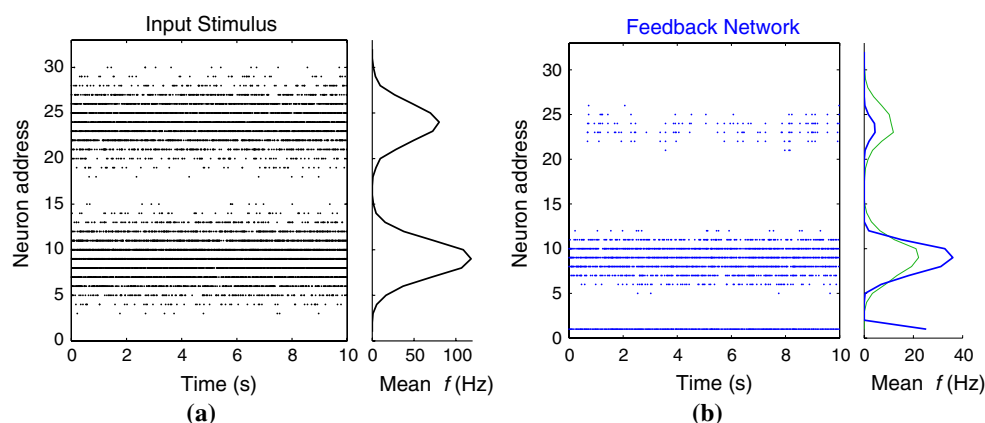 Input Stimulus
Feedback Network
30
25
20
15
10
5
0
Neuron address
0 2 4 6 8 10
0 50 100
Time (s)
Mean f (Hz)
(a)
30
25
20
15
10
5
0
Neuron address
0 2 4 6 8 10
0 20 40
Time (s)
Mean f (Hz)
(b)